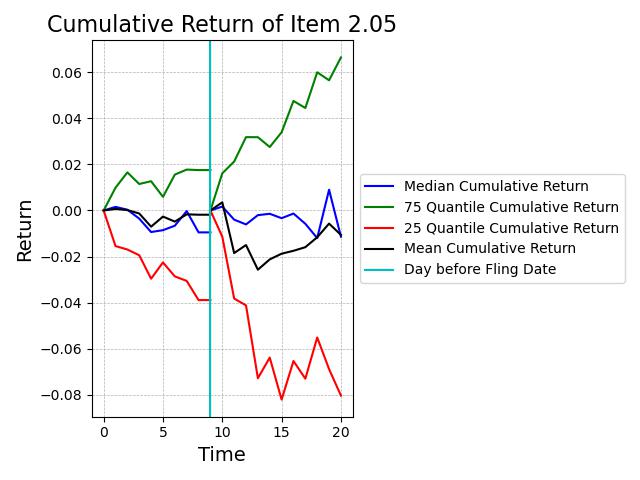 Cumulative Return of Item 2.05
Return
0.06
0.04
0.02
0.00
−0.02
−0.04
−0.06
−0.08
0
5
10
15
20
Time
Median Cumulative Return
75 Quantile Cumulative Return
25 Quantile Cumulative Return
Mean Cumulative Return
Day before Fling Date